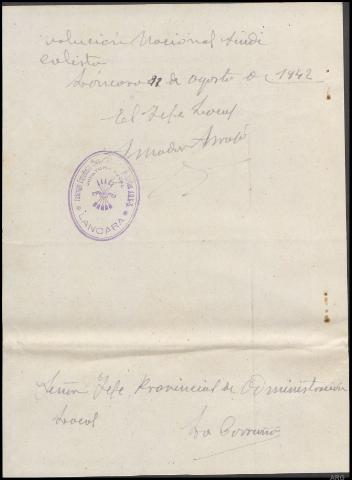 volución Nacional Sindi
calista.
Láncara 12 de agosto de 1942
El Jefe Local
Amador
LANCARA
Señor Jefe Provincial de Administración
Local
La Coruña
ARG